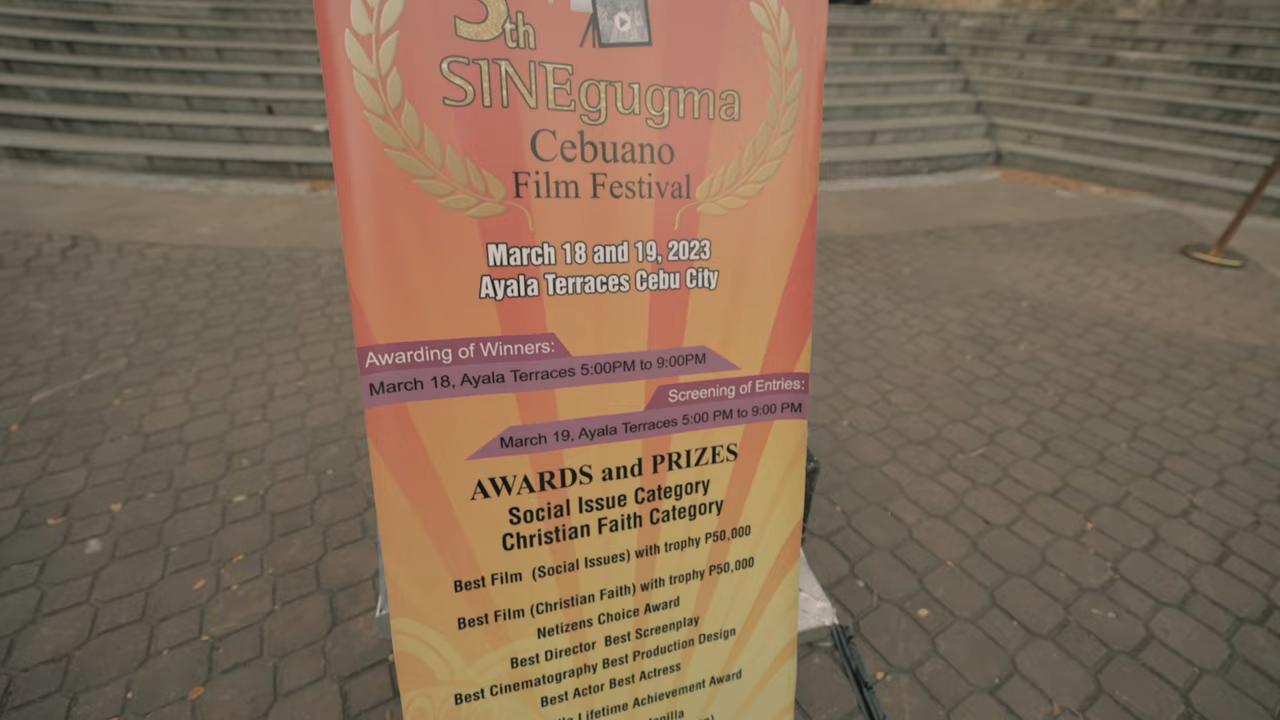 th
SINEgugma
Cebuano
Film Festival
March 18 and 19, 2023
Ayala Terraces Cebu City
Awarding of Winners:
March 18, Ayala Terraces 5:00PM to 9:00PM
Screening of Entries:
March 19, Ayala Terraces 5:00 PM to 9:00 PM
AWARDS and PRIZES
Social Issue Category
Christian Faith Category
Best Film (Social Issues) with trophy P50,000
Best Film (Christian Faith) with trophy P50,000
Netizens Choice Award
Best Director Best Screenplay
Best Cinematography Best Production Design
Best Actor Best Actress
Lifetime Achievement Award